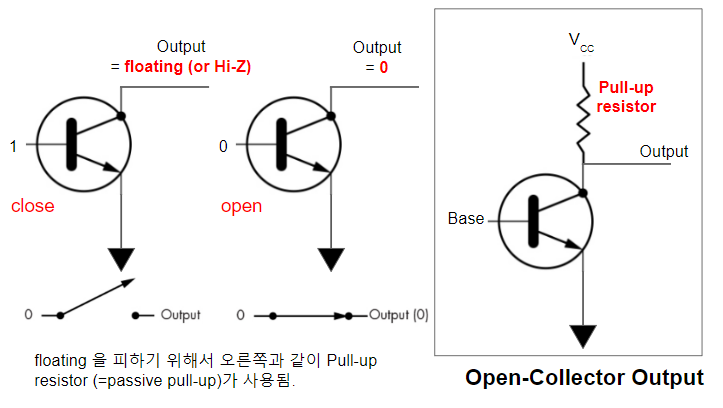 Output
= floating (or Hi-Z)
1
close
0
Output
Output
= 0
0
open
0
Output (0)
floating 을 피하기 위해서 오른쪽과 같이 Pull-up
resistor (=passive pull-up)가 사용됨.
Vcc
Pull-up
resistor
Output
Base
Open-Collector Output